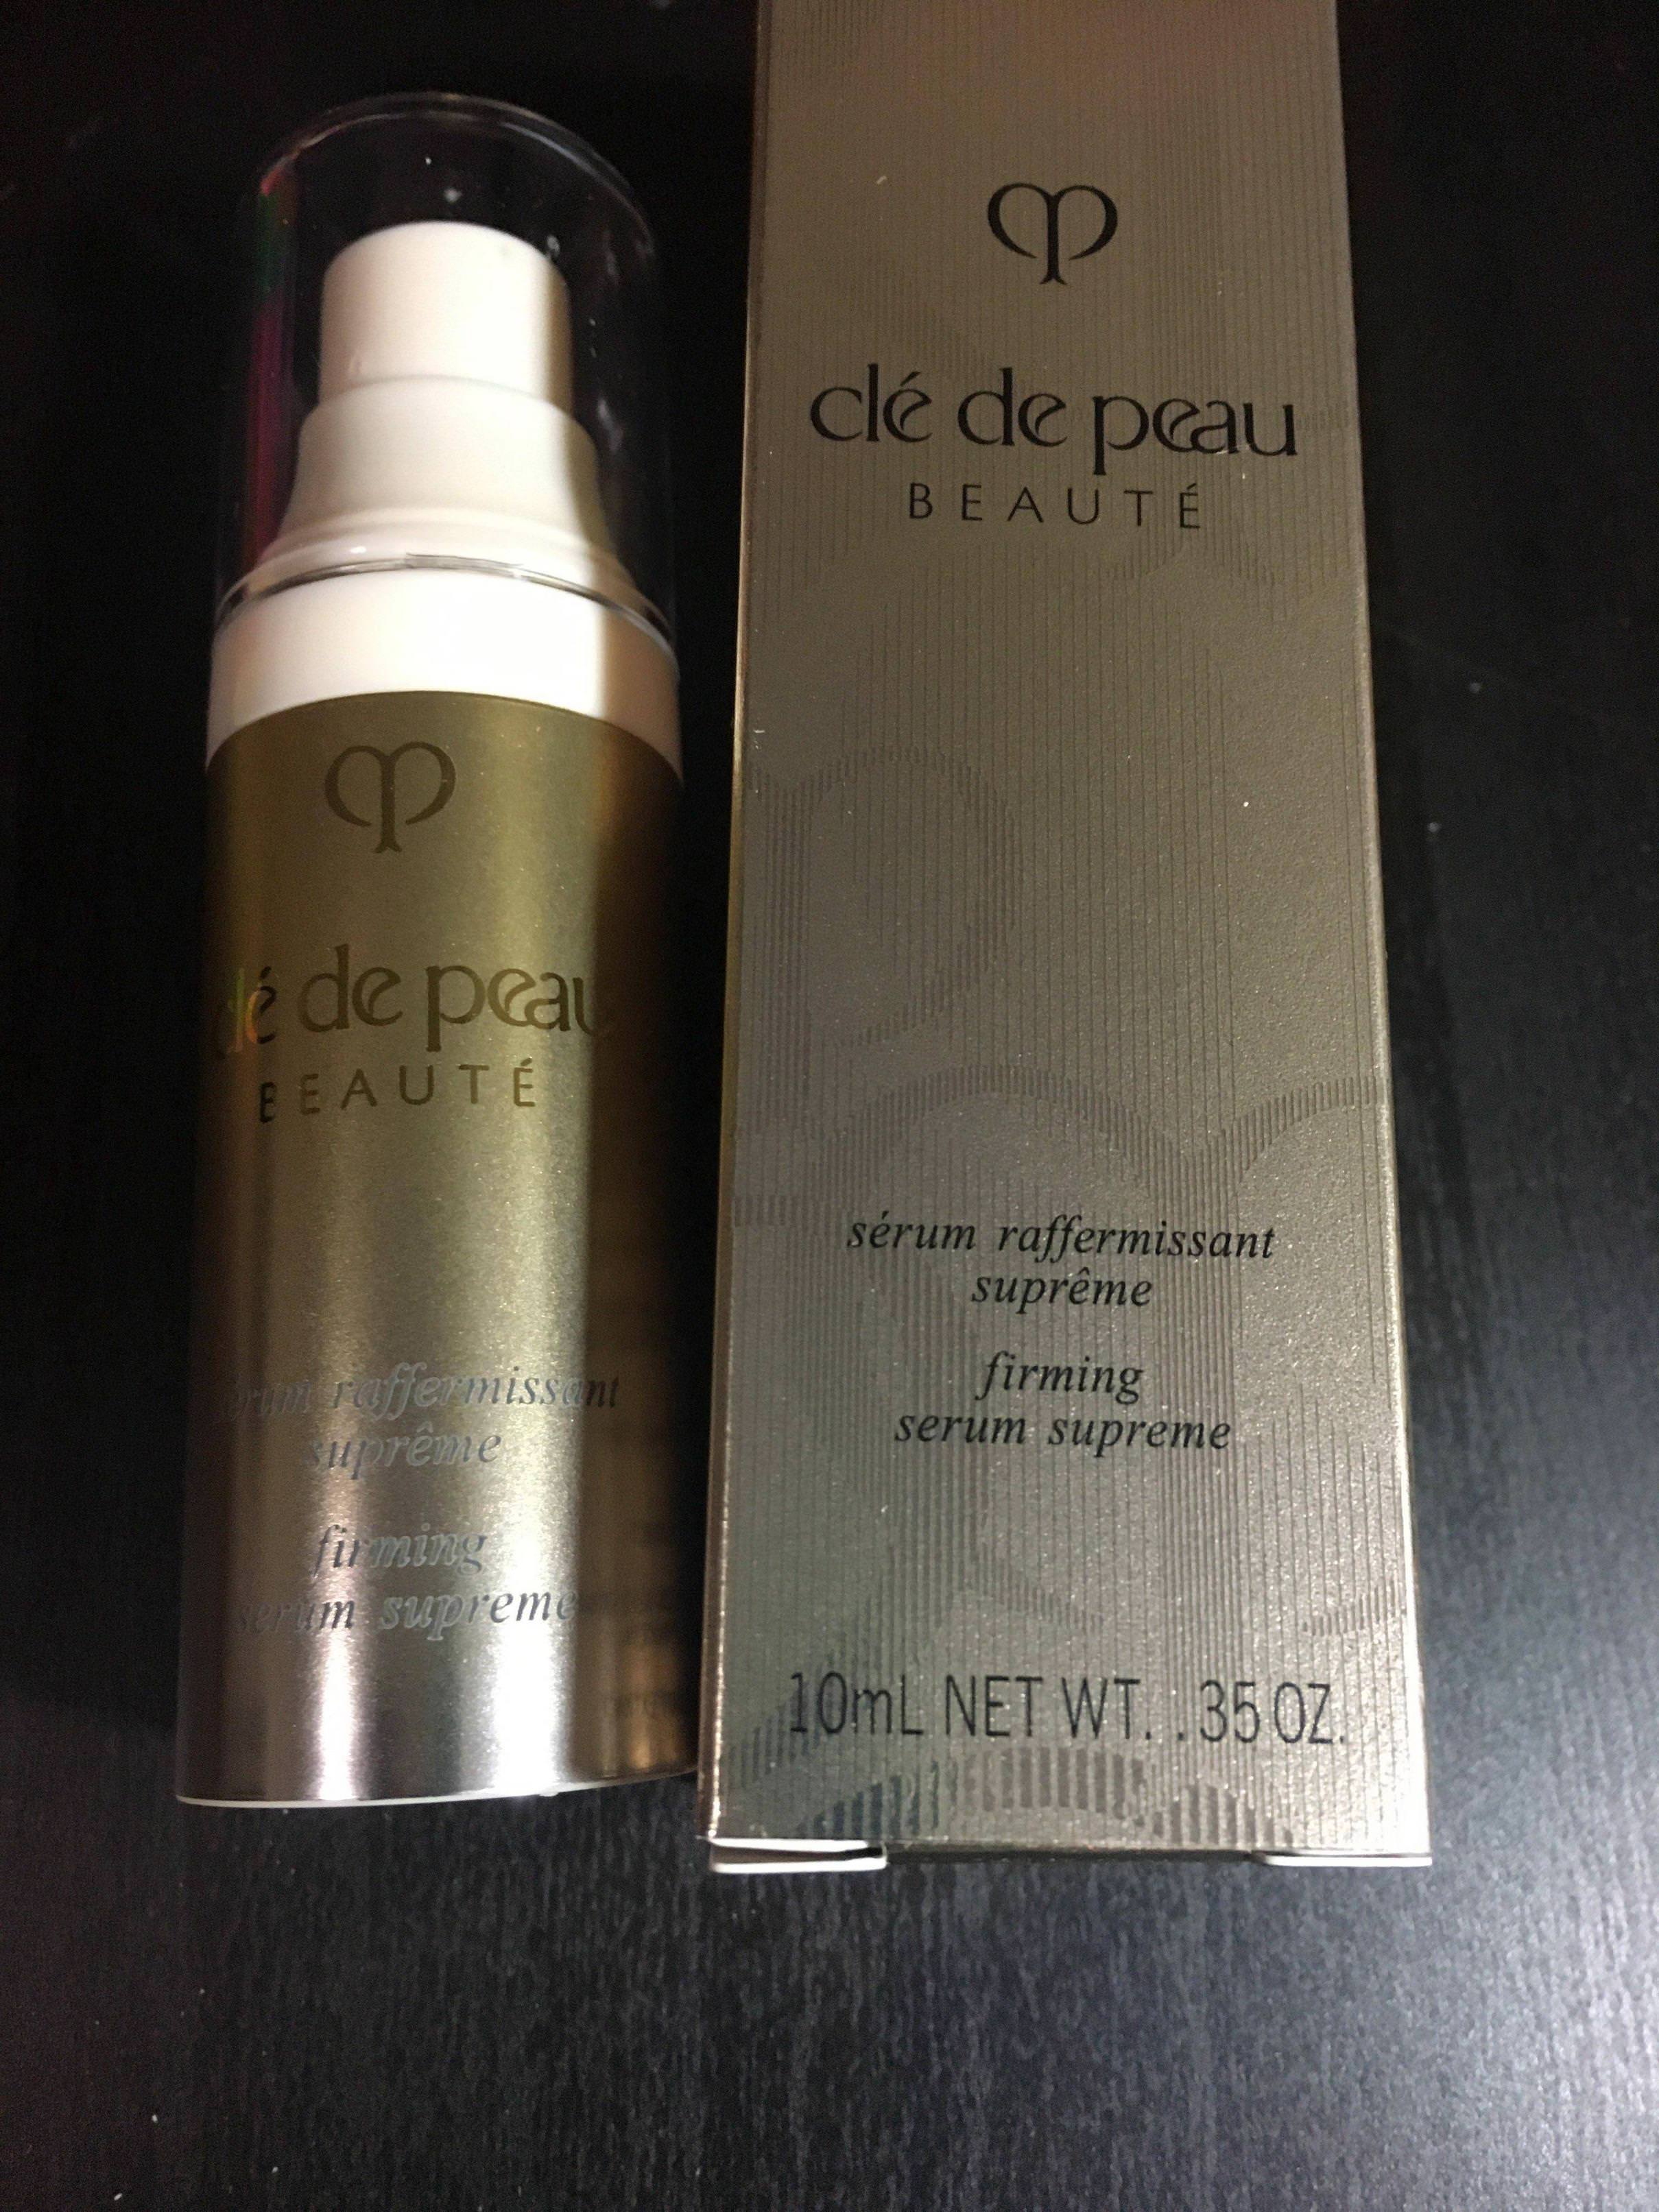 clé de peau
BEAUTÉ
sérum raffermissant
suprême
firming
serum supreme
clé de peau
BEAUTÉ
sérum raffermissant
suprême
firming
serum supreme
10mL NET WT. .35 OZ.